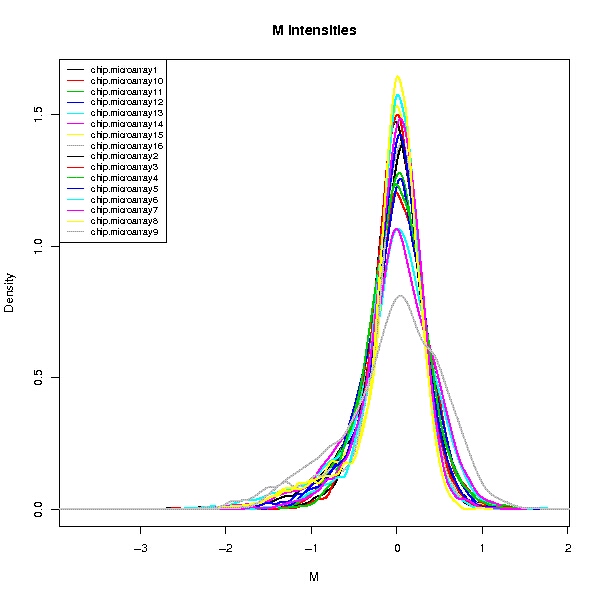 M Intensities
chip.microarray1
chip.microarray10
chip.microarray11
chip.microarray12
chip.microarray13
chip.microarray14
chip.microarray15
chip.microarray16
chip.microarray2
chip.microarray3
chip.microarray4
chip.microarray5
chip.microarray6
chip.microarray7
chip.microarray8
chip.microarray9
1.5
1.0
0.5
0.0
Density
−3 −2 −1 0 1 2
M